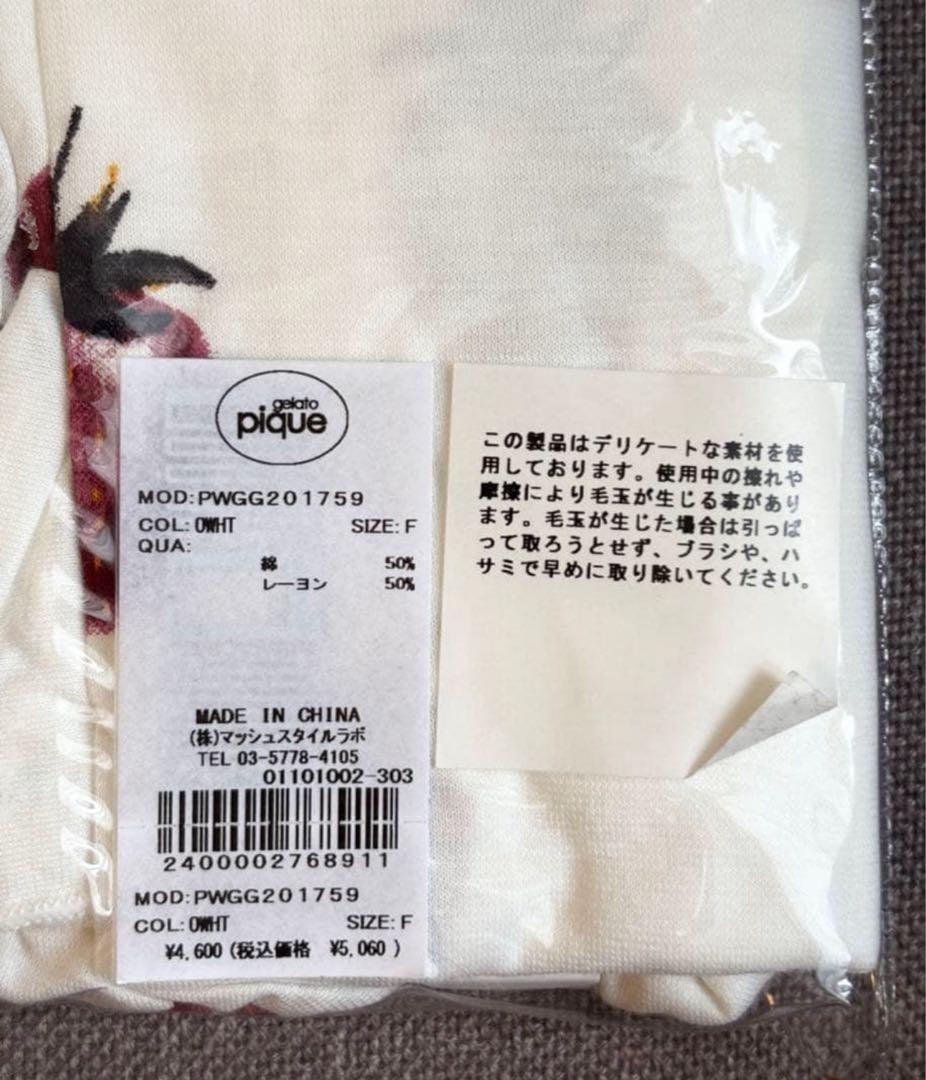 gelato
pique
MOD:PWGG201759
COL:OWHT SIZE:F
QUA:
綿 50%
レーヨン 50%
MADE IN CHINA
(株)マッシュスタイルラボ
TEL 03-5778-4105
01101002-303
2400002768911
MOD:PWGG201759
COL:OWHT SIZE:F
¥4,600 (税込価格 ¥5,060 )
この製品はデリケートな素材を使
用しております。使用中の擦れや
摩擦により毛玉が生じる事があり
ます。毛玉が生じた場合は引っぱ
って取ろうとせず、ブラシや、ハ
サミで早めに取り除いてください。